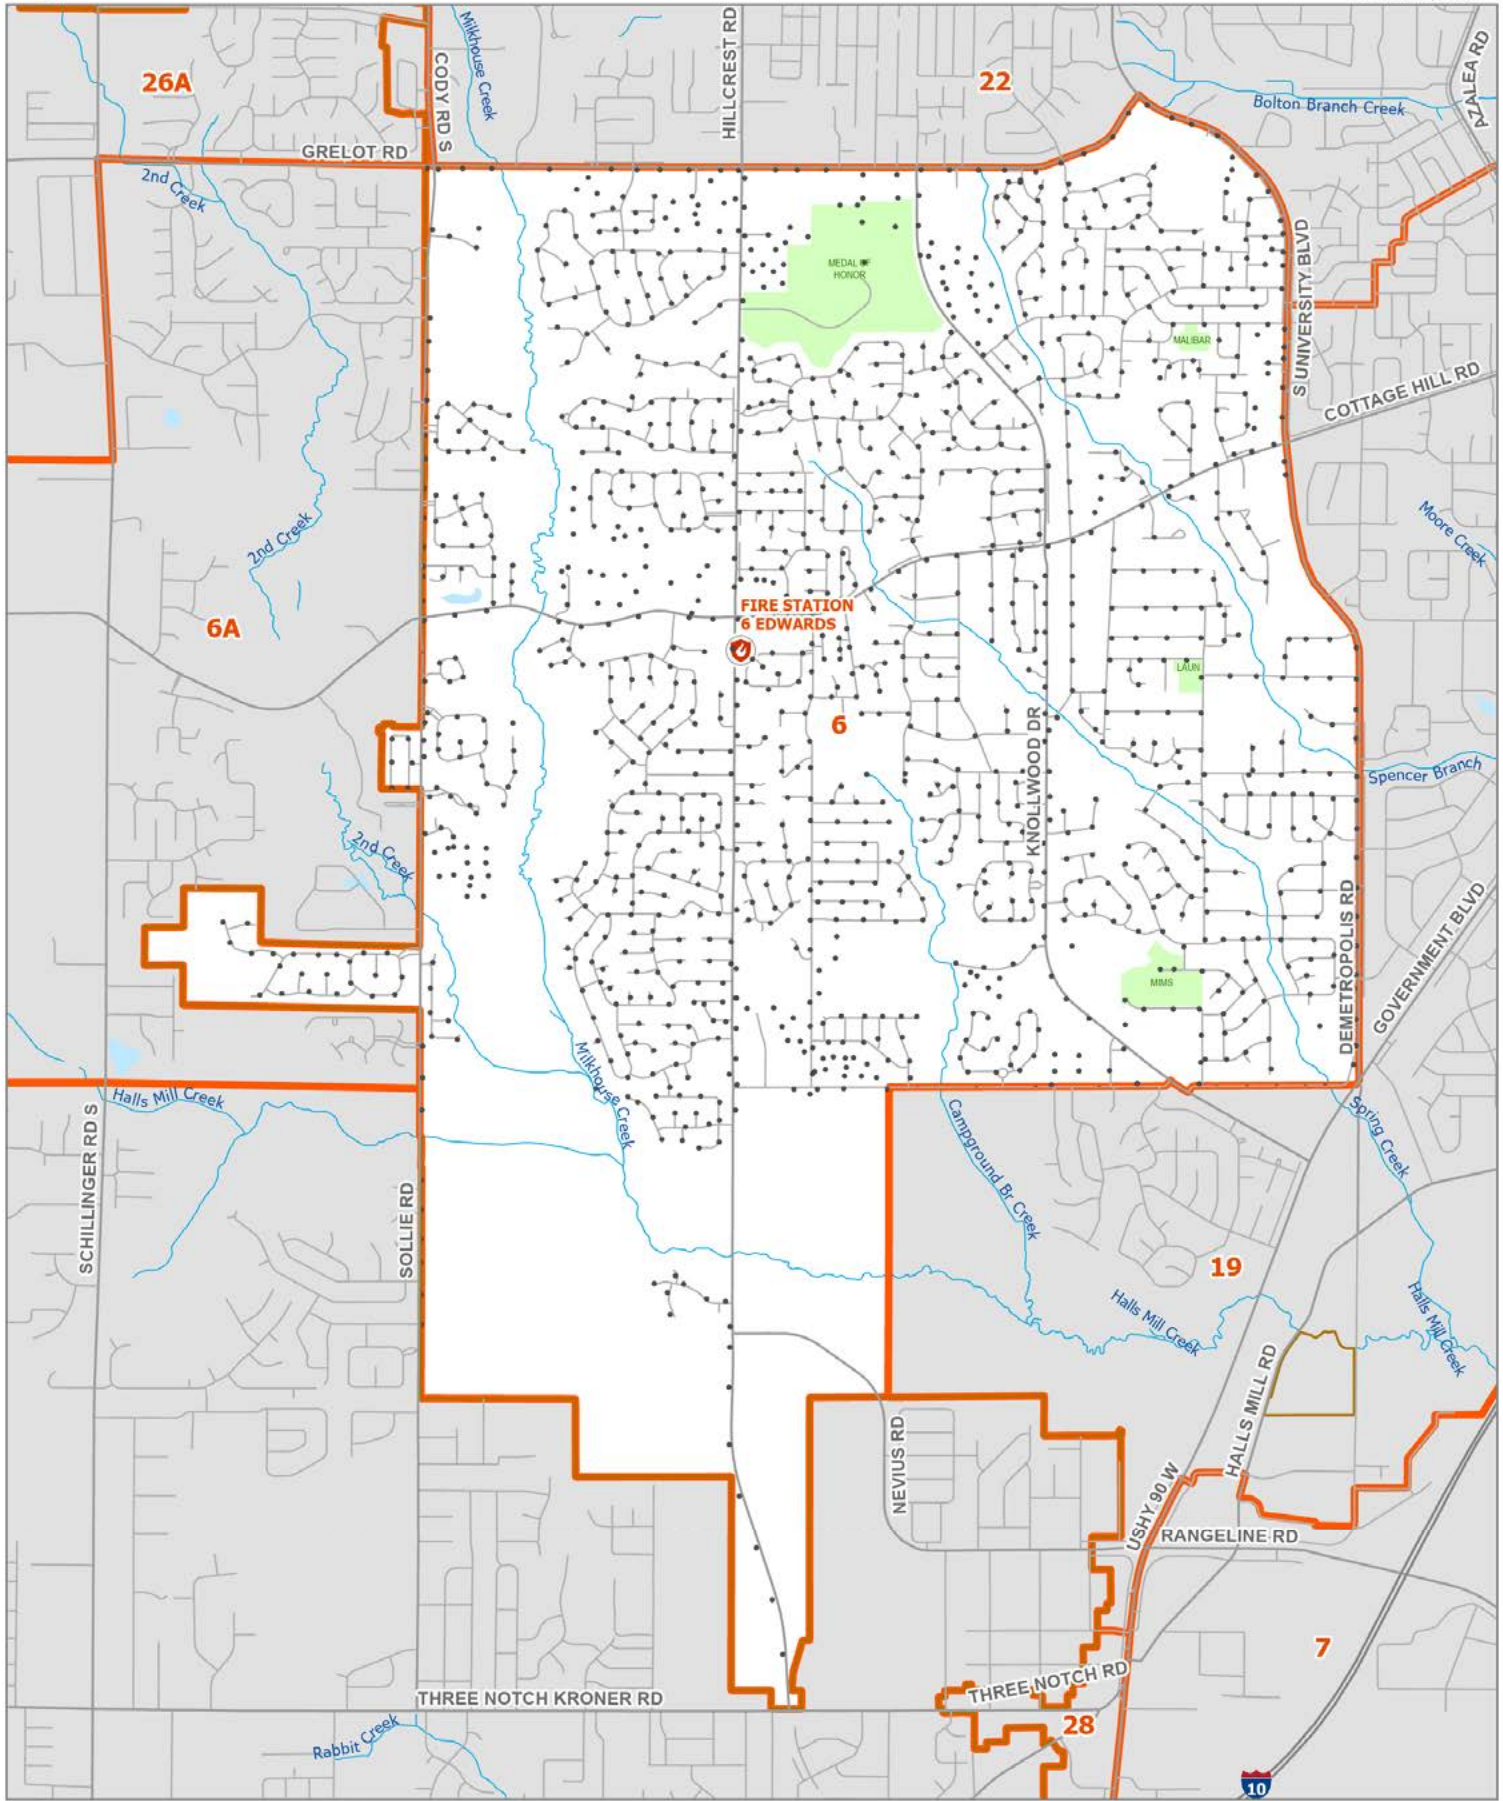 Milkhouse Creek
HILLCREST RD
AZALEA RD
26A
CODY RD S
22
Bolton Branch Creek
GRELOT RD
2nd Creek
S UNIVERSITY BLVD
MEDAL OF
HONOR
MALIBAR
COTTAGE HILL RD
2nd Creek
Moore Creek
6A
FIRE STATION
6 EDWARDS
LAUN
6
KNOLLWOOD DR
Spencer Branch
2nd Creek
DEMETROPOLIS RD
GOVERNMENT BLVD
MIMS
Milkhouse Creek
Halls Mill Creek
SCHILLINGER RD S
SOLLIE RD
Campground Br Creek
Spring Creek
19
Halls Mill Creek
Halls Mill Creek
HALLS MILL RD
NEVIUS RD
USHY 90 W
RANGELINE RD
7
THREE NOTCH KRONER RD
THREE NOTCH RD
28
Rabbit Creek
10